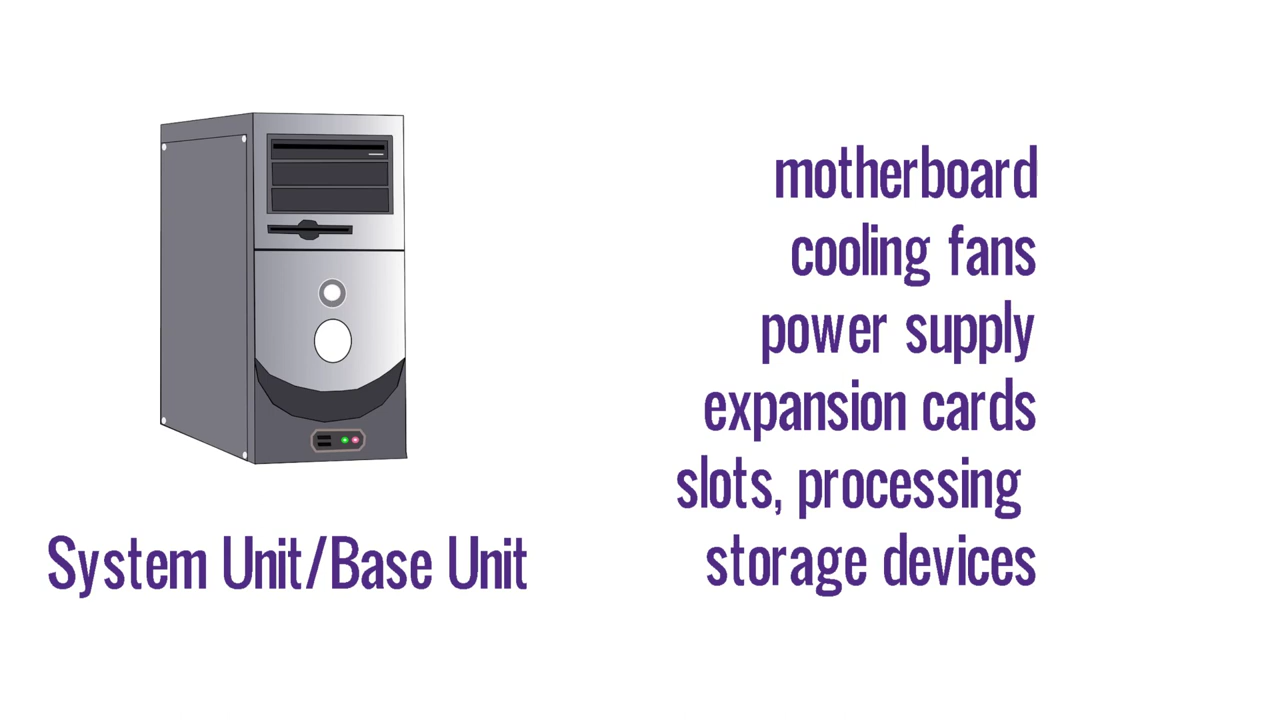 motherboard
cooling fans
power supply
expansion cards
slots, processing
storage devices
System Unit/Base Unit